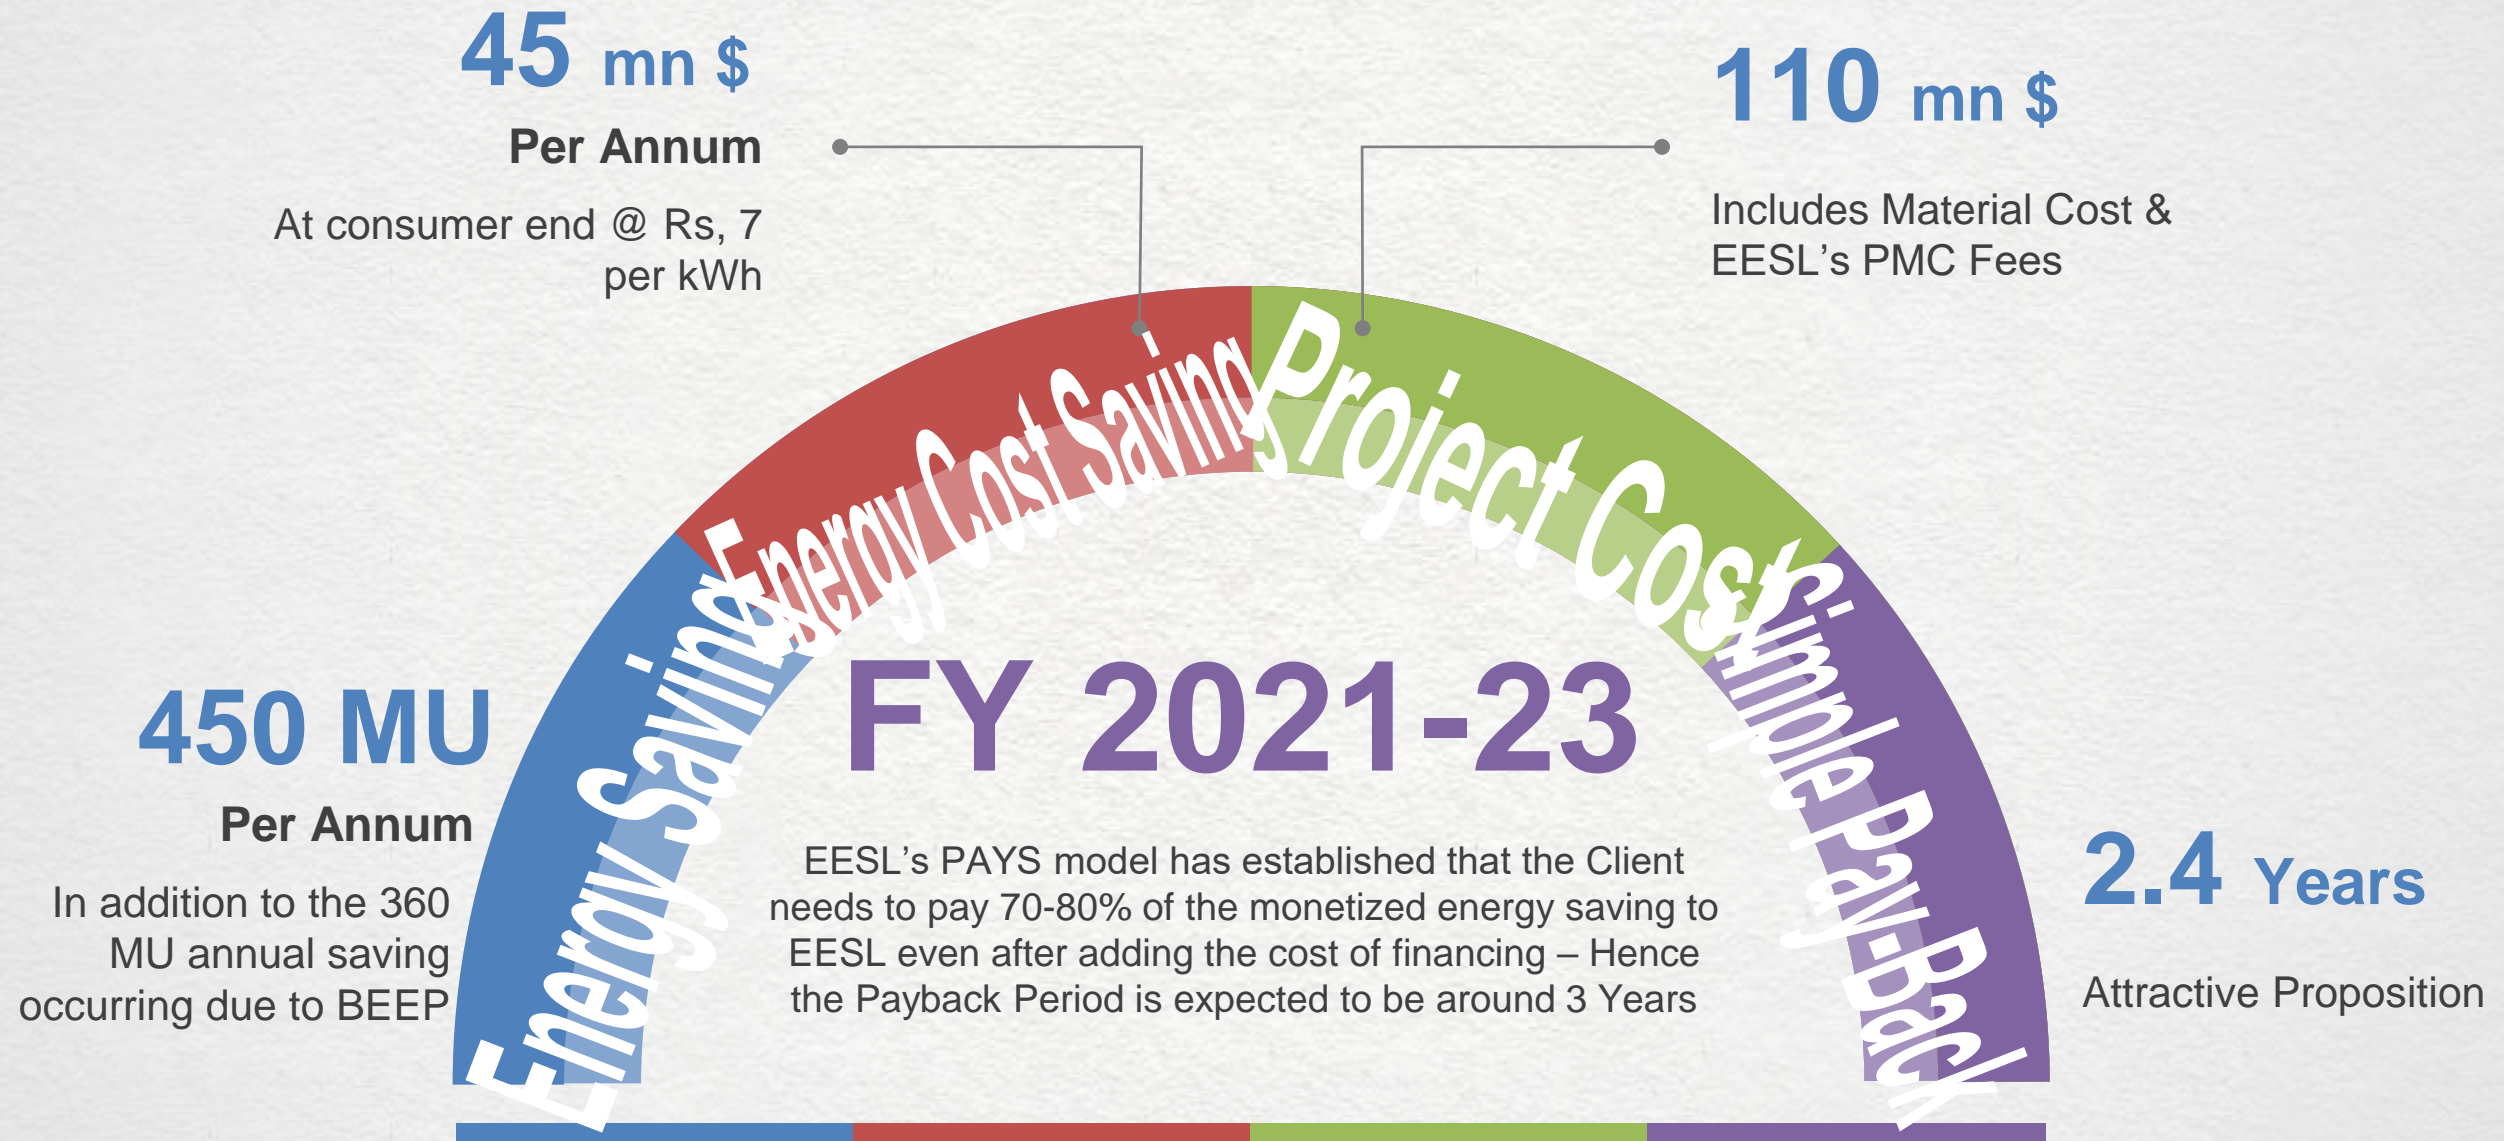 45 mn $
Per Annum
At consumer end @ Rs, 7
per kWh
110 mn $
Includes Material Cost &
EESL's PMC Fees
Energy Saving
Energy Cost Saving
Project Cost
Simple Pay-Back
450 MU
Per Annum
In addition to the 360
MU annual saving
occurring due to BEEP
FY 2021-23
EESL's PAYS model has established that the Client
needs to pay 70-80% of the monetized energy saving to
EESL even after adding the cost of financing – Hence
the Payback Period is expected to be around 3 Years
2.4 Years
Attractive Proposition